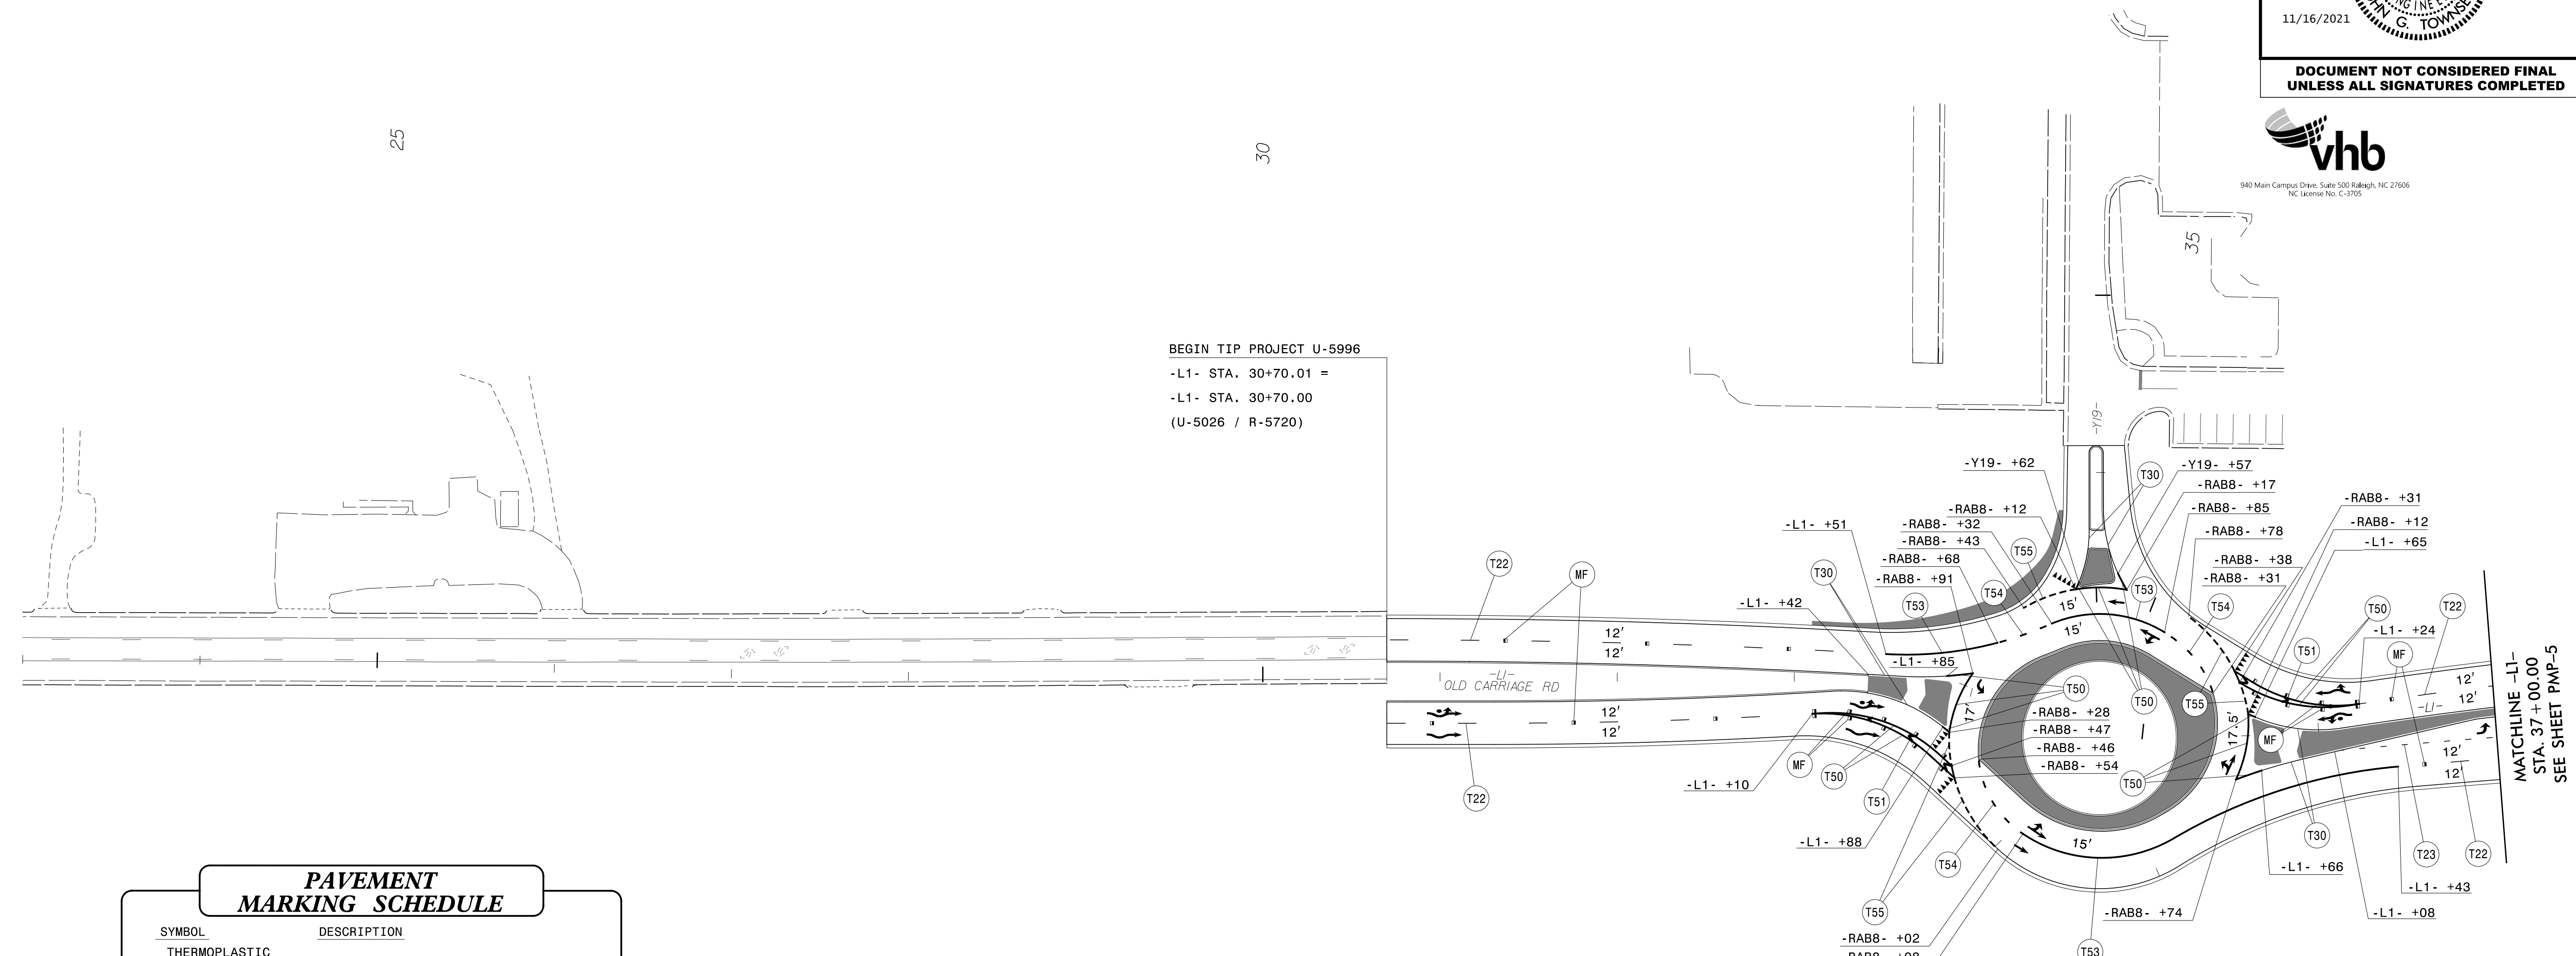 NGINE
HN G. TOWNSE
11/16/2021
DOCUMENT NOT CONSIDERED FINAL
UNLESS ALL SIGNATURES COMPLETED
vhb
940 Main Campus Drive, Suite 500 Raleigh, NC 27606
NC License No. C-3705
25
30
35
BEGIN TIP PROJECT U-5996
-L1- STA. 30+70.01 =
-L1- STA. 30+70.00
(U-5026 / R-5720)
-Y19-
-Y19- +62
T30
-Y19- +57
-RAB8- +17
-RAB8- +31
-RAB8- +12
-RAB8- +85
-L1- +51
-RAB8- +32
-RAB8- +12
-RAB8- +43
T55
-RAB8- +78
-L1- +65
T22
-RAB8- +68
-RAB8- +38
MF
T30
-RAB8- +91
T54
T53
-RAB8- +31
-L1- +42
T53
15'
T54
T50
T22
12'
12'
15'
-L1- +24
-L1- +85
T51
MF
-L1-
OLD CARRIAGE RD
T50
T50
T55
12'
12'
-L1-
12'
12'
17'
-RAB8- +28
17.5'
-RAB8- +47
-RAB8- +46
MF
12'
12'
MF
T50
-RAB8- +54
T50
-L1- +10
T22
T51
T30
-L1- +88
15'
T54
T23
T22
-L1- +66
-L1- +43
T55
-RAB8- +74
-L1- +08
-RAB8- +02
T53
MATCHLINE -L1-
STA. 37+00.00
SEE SHEET PMP-5
PAVEMENT
MARKING SCHEDULE
SYMBOL DESCRIPTION
THERMOPLASTIC